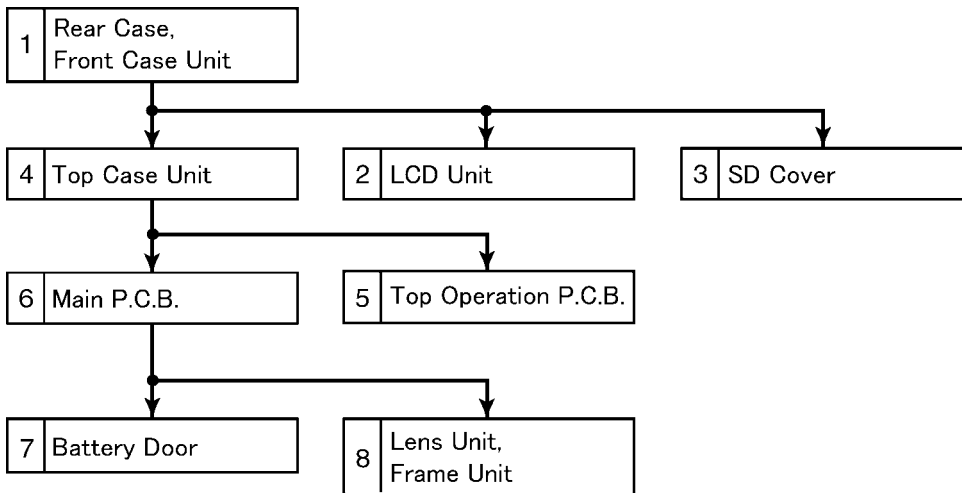 1
Rear Case,
Front Case Unit
4
Top Case Unit
2
LCD Unit
3
SD Cover
6
Main P.C.B.
5
Top Operation P.C.B.
7
Battery Door
8
Lens Unit,
Frame Unit